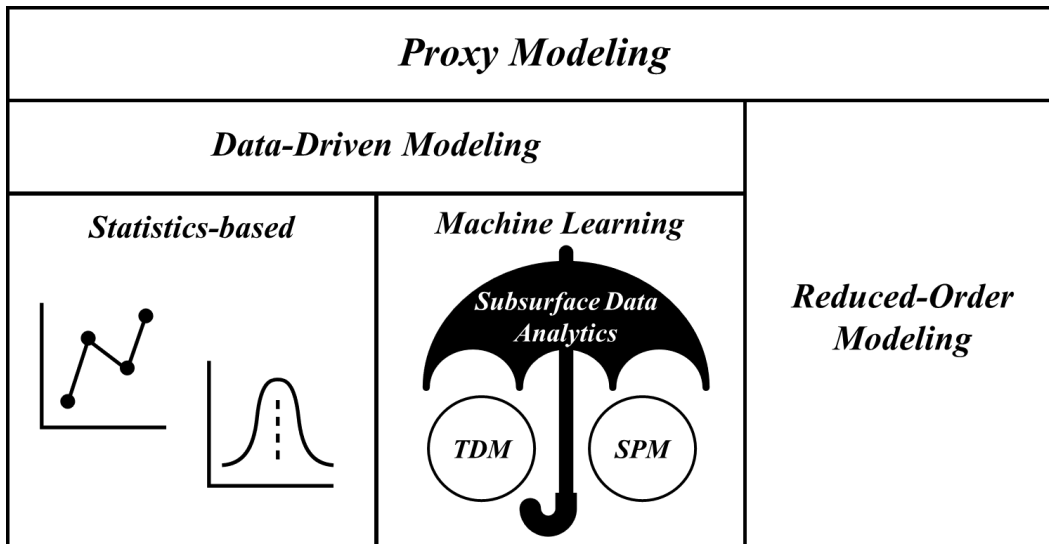 Proxy Modeling
Data-Driven Modeling
Statistics-based
Machine Learning
Subsurface Data
Analytics
TDM
SPM
Reduced-Order
Modeling